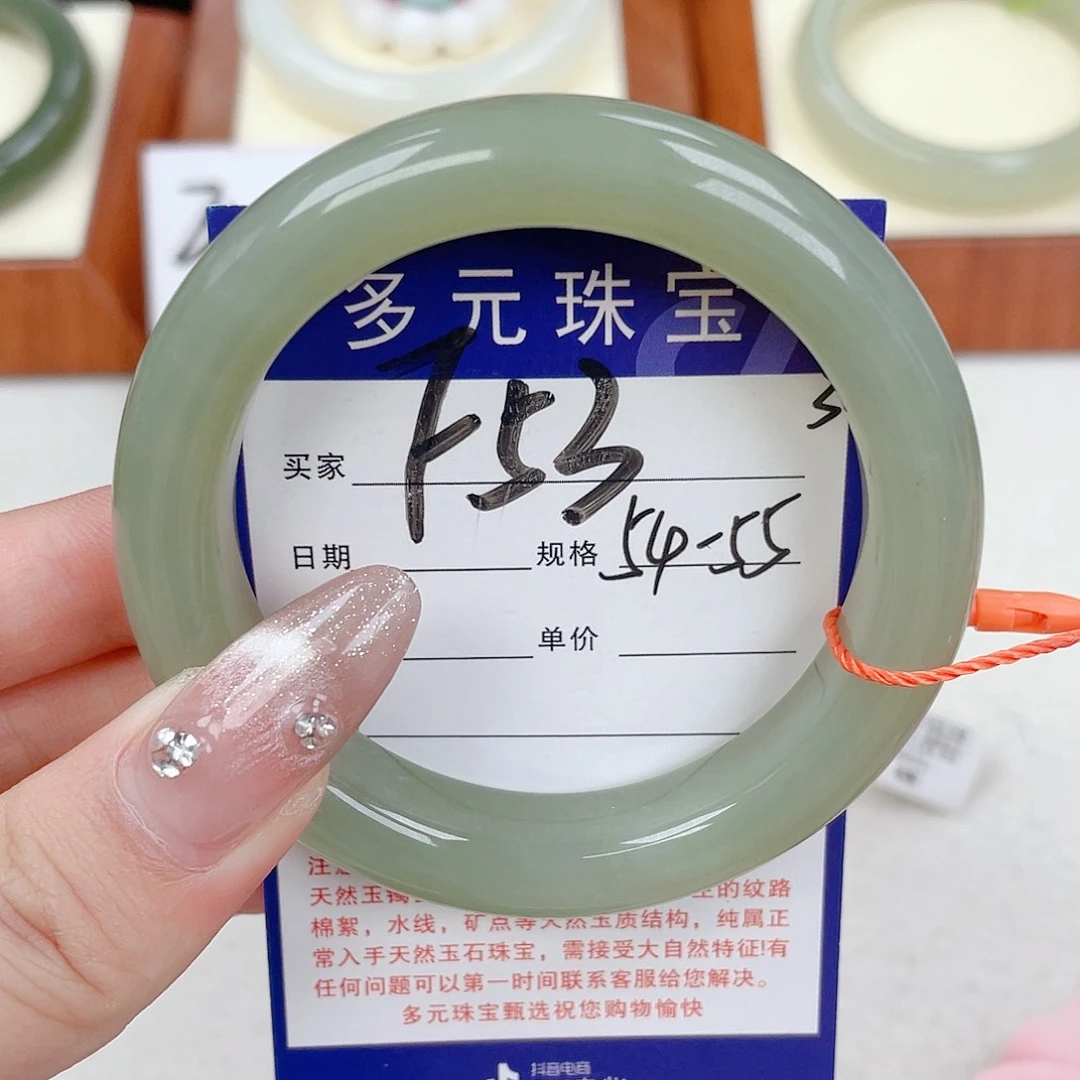 多元珠宝
F53
买家
日期 规格 54-55
单价
天然玉
的纹路
棉絮，水线，矿点等天然玉质结构，纯属正
常入手天然玉石珠宝，需接受大自然特征!有
任何问题可以第一时间联系客服给您解决。
多元珠宝甄选祝您购物愉快
抖音电商